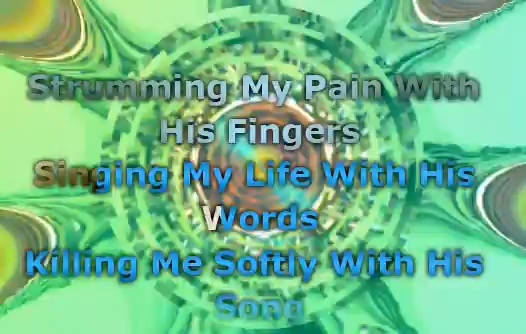 Strumming My Pain With
His Fingers
Singing My Life With His
Words
Killing Me Softly With His
Song